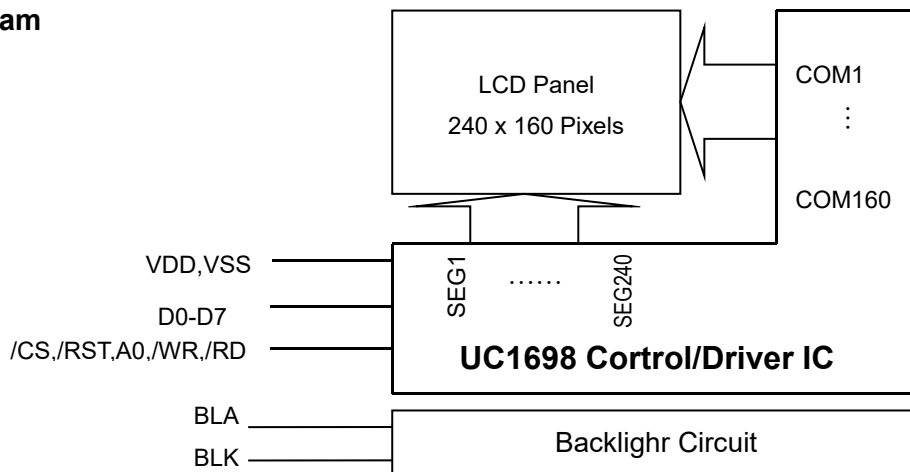 am
LCD Panel
240 x 160 Pixels
COM1
⋮
COM160
VDD,VSS
D0-D7
/CS,/RST,A0,/WR,/RD
SEG1
......
SEG240
UC1698 Cortrol/Driver IC
BLA
BLK
Backlighr Circuit